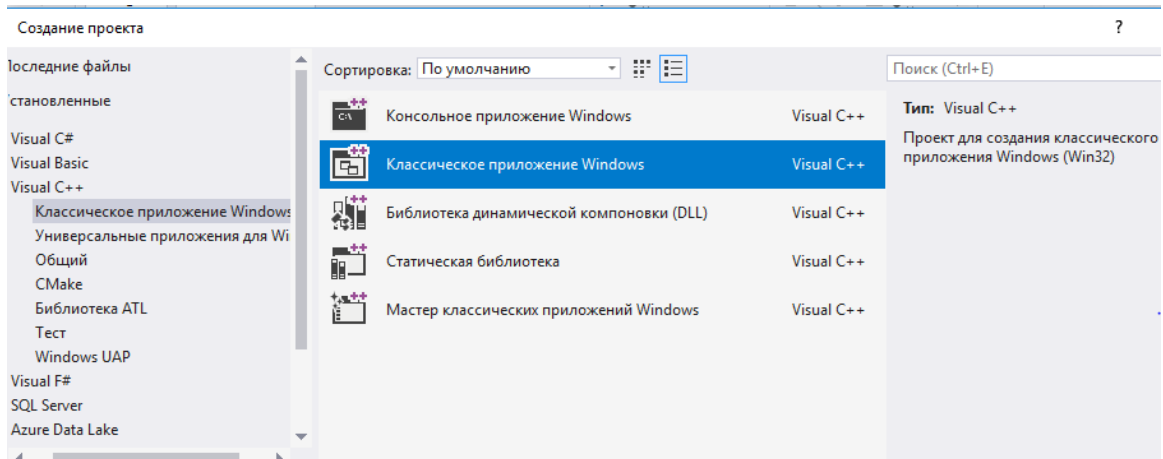 Создание проекта
?
Последние файлы
Установленные
Visual C#
Visual Basic
Visual C++
Классическое приложение Windows
Универсальные приложения для Wi
Общий
CMake
Библиотека ATL
Тест
Windows UAP
Visual F#
SQL Server
Azure Data Lake
Сортировка: По умолчанию
Консольное приложение Windows Visual C++
Классическое приложение Windows Visual C++
Библиотека динамической компоновки (DLL) Visual C++
Статическая библиотека Visual C++
Мастер классических приложений Windows Visual C++
Поиск (Ctrl+E)
Тип: Visual C++
Проект для создания классического
приложения Windows (Win32)